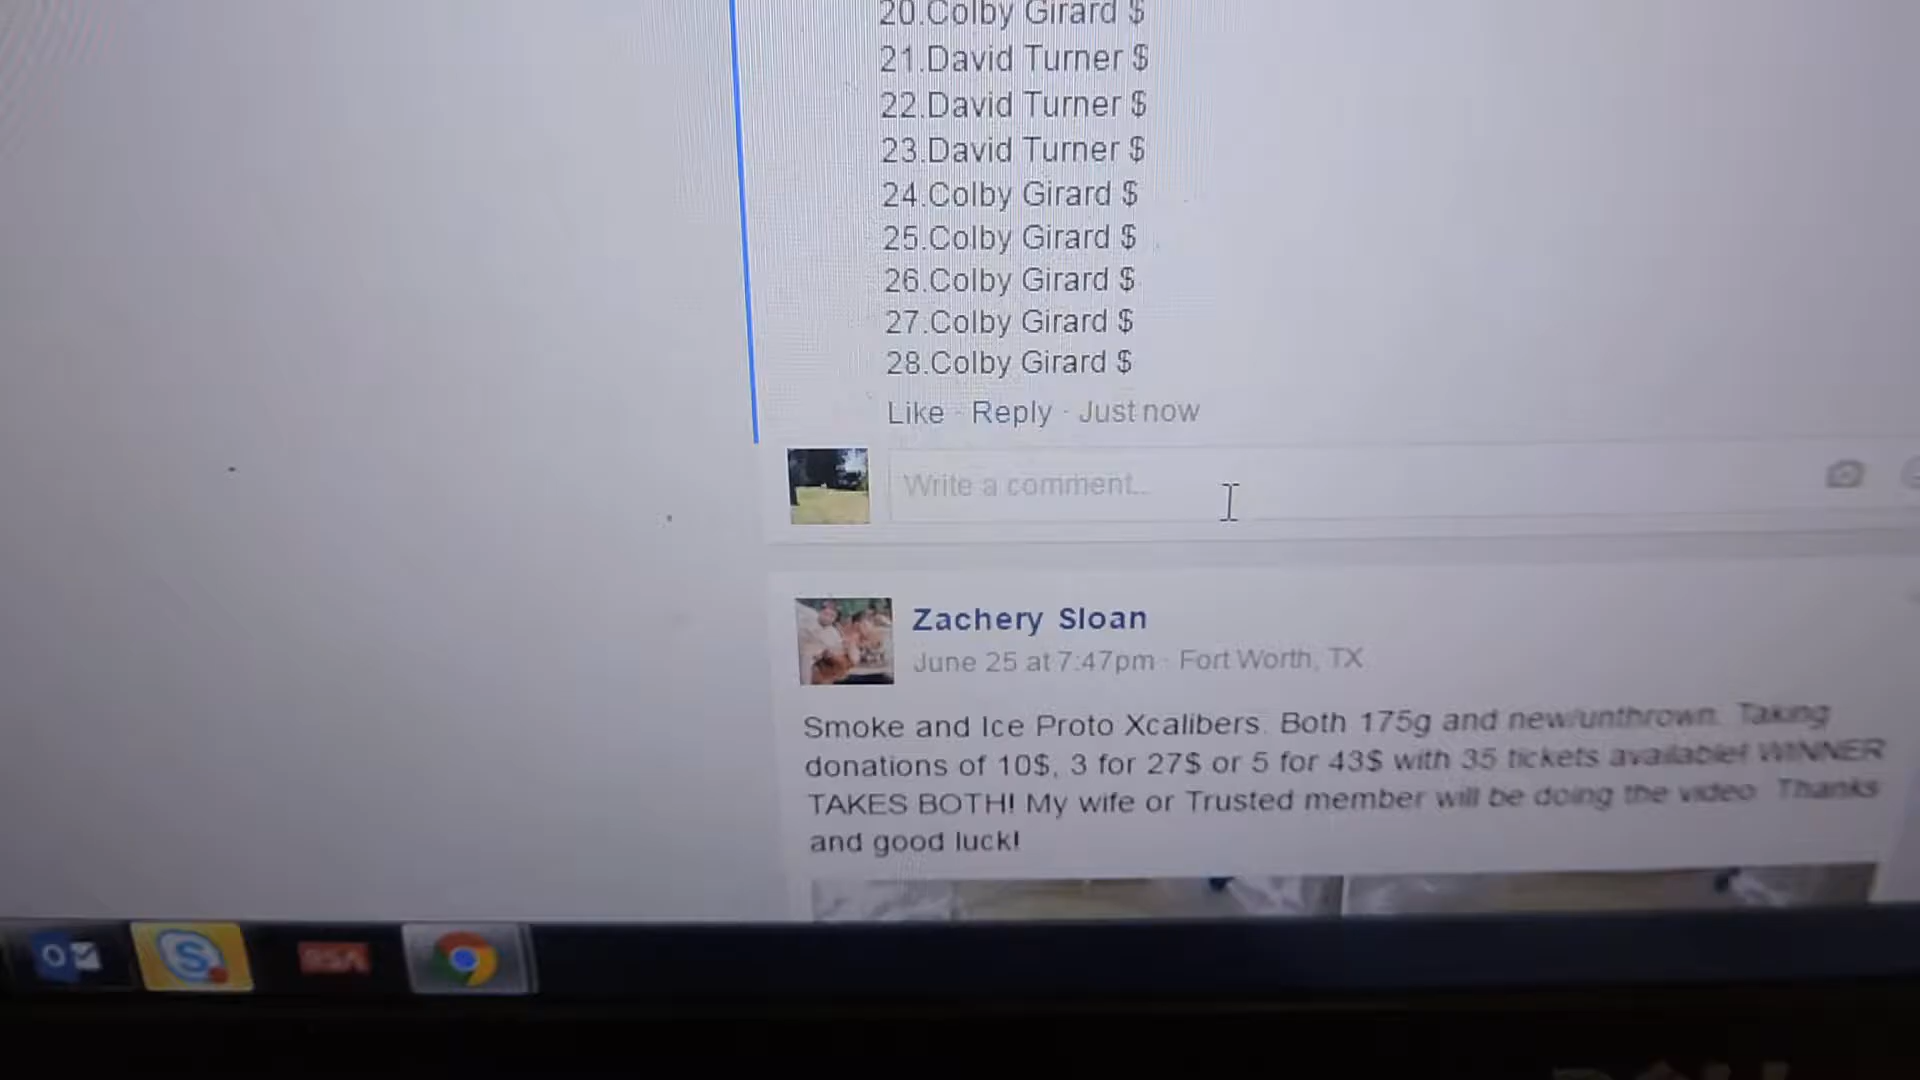 20.Colby Girard $
21.David Turner $
22.David Turner $
23.David Turner $
24.Colby Girard $
25.Colby Girard $
26.Colby Girard $
27.Colby Girard $
28.Colby Girard $
Like · Reply · Just now
Write a comment...
Zachery Sloan
June 25 at 7:47pm · Fort Worth, TX
Smoke and Ice Proto Xcalibers. Both 175g and new/unthrown. Taking
donations of 10$, 3 for 27$ or 5 for 43$ with 35 tickets available! WINNER
TAKES BOTH! My wife or Trusted member will be doing the video. Thanks
and good luck!
RSA